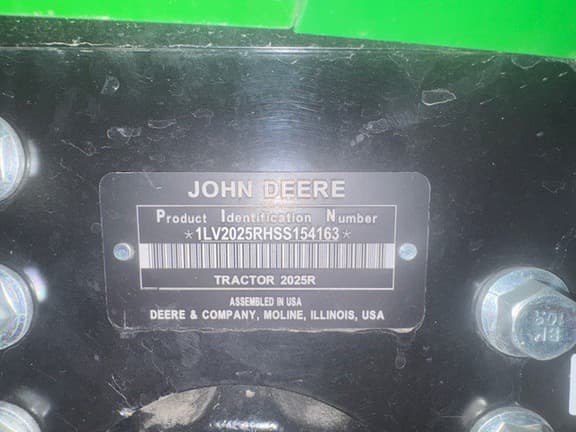 JOHN DEERE
Product Identification Number
*1LV2025RHSS154163*
TRACTOR 2025R
ASSEMBLED IN USA
DEERE & COMPANY, MOLINE, ILLINOIS, USA